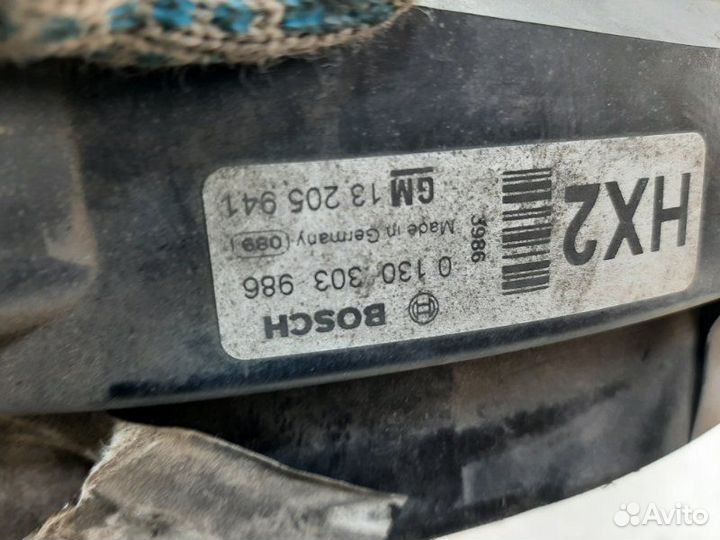 BOSCH
0 130 303 986
Made in Germany (089)
GM 13 205 941
3986
HX2
Avito